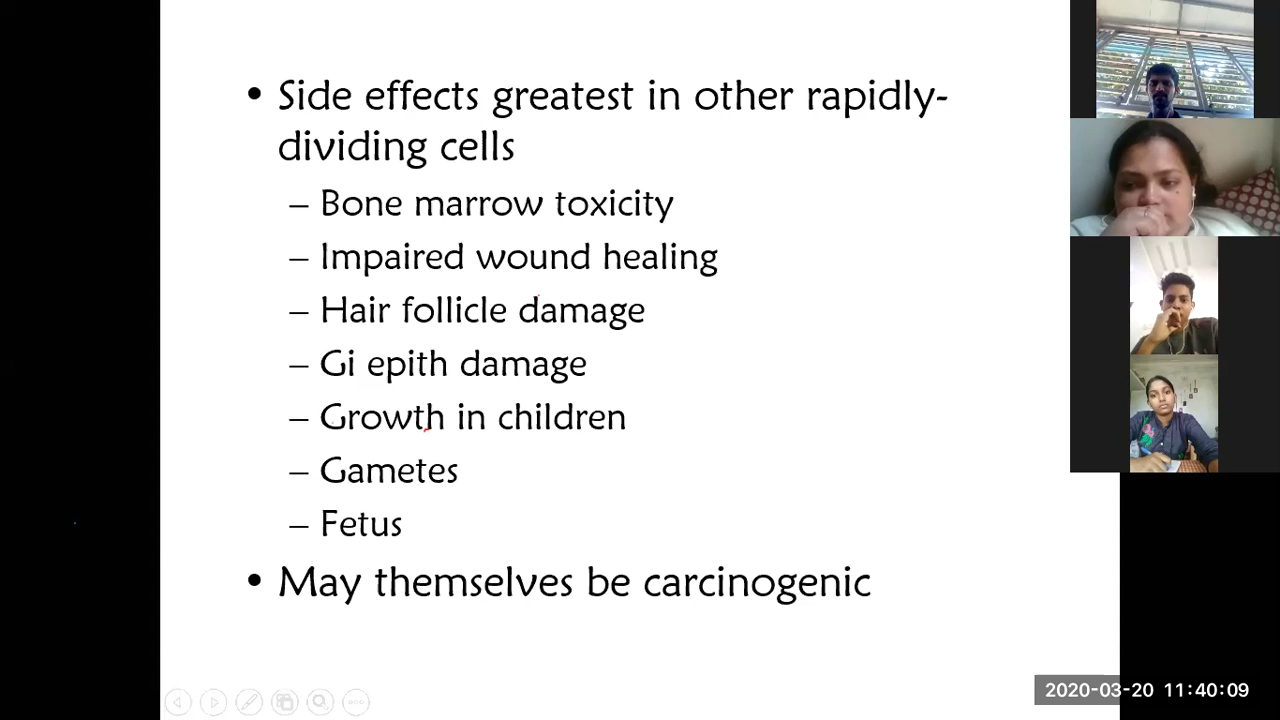 • Side effects greatest in other rapidly-
dividing cells
– Bone marrow toxicity
– Impaired wound healing
– Hair follicle damage
– Gi epith damage
– Growth in children
– Gametes
– Fetus
• May themselves be carcinogenic
2020-03-20 11:40:09